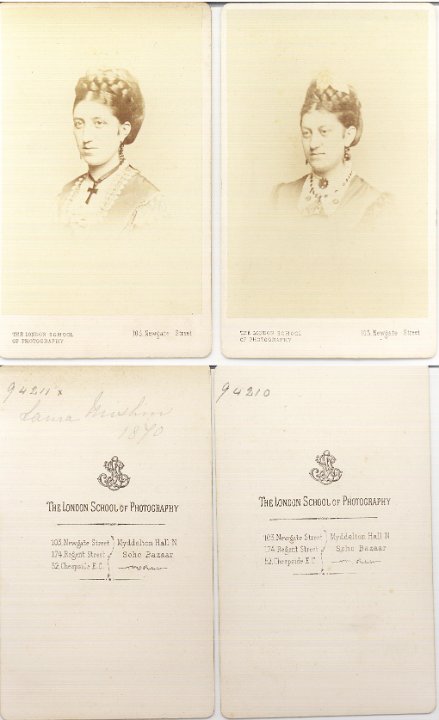 THE LONDON SCHOOL
OF PHOTOGRAPHY
103, Newgate Street
THE LONDON SCHOOL
OF PHOTOGRAPHY
103, Newgate Street
94211x
Laura
1870
THE LONDON SCHOOL OF PHOTOGRAPHY
103, Newgate Street Myddelton Hall N
174, Regent Street Soho Bazaar
52, Cheapside E.C.
94210
THE LONDON SCHOOL OF PHOTOGRAPHY
103, Newgate Street Myddelton Hall N
174, Regent Street Soho Bazaar
52, Cheapside E.C.